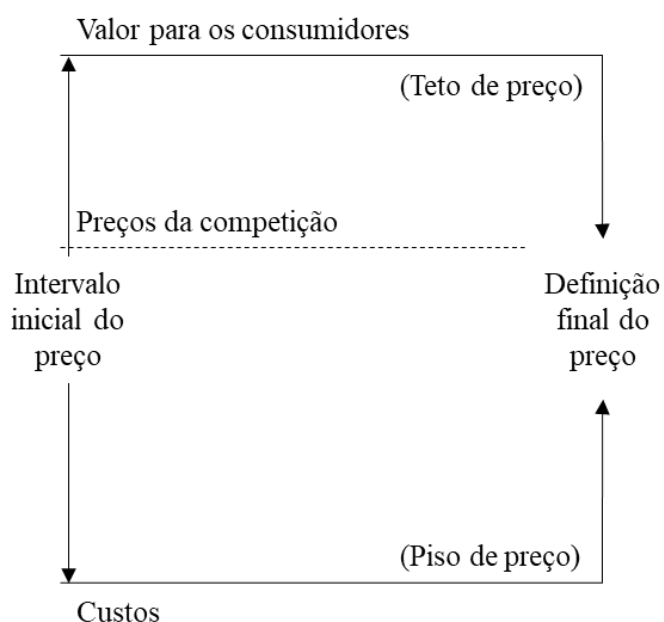 Valor para os consumidores
(Teto de preço)
Preços da competição
Intervalo
inicial do
preço
Definição
final do
preço
(Piso de preço)
Custos